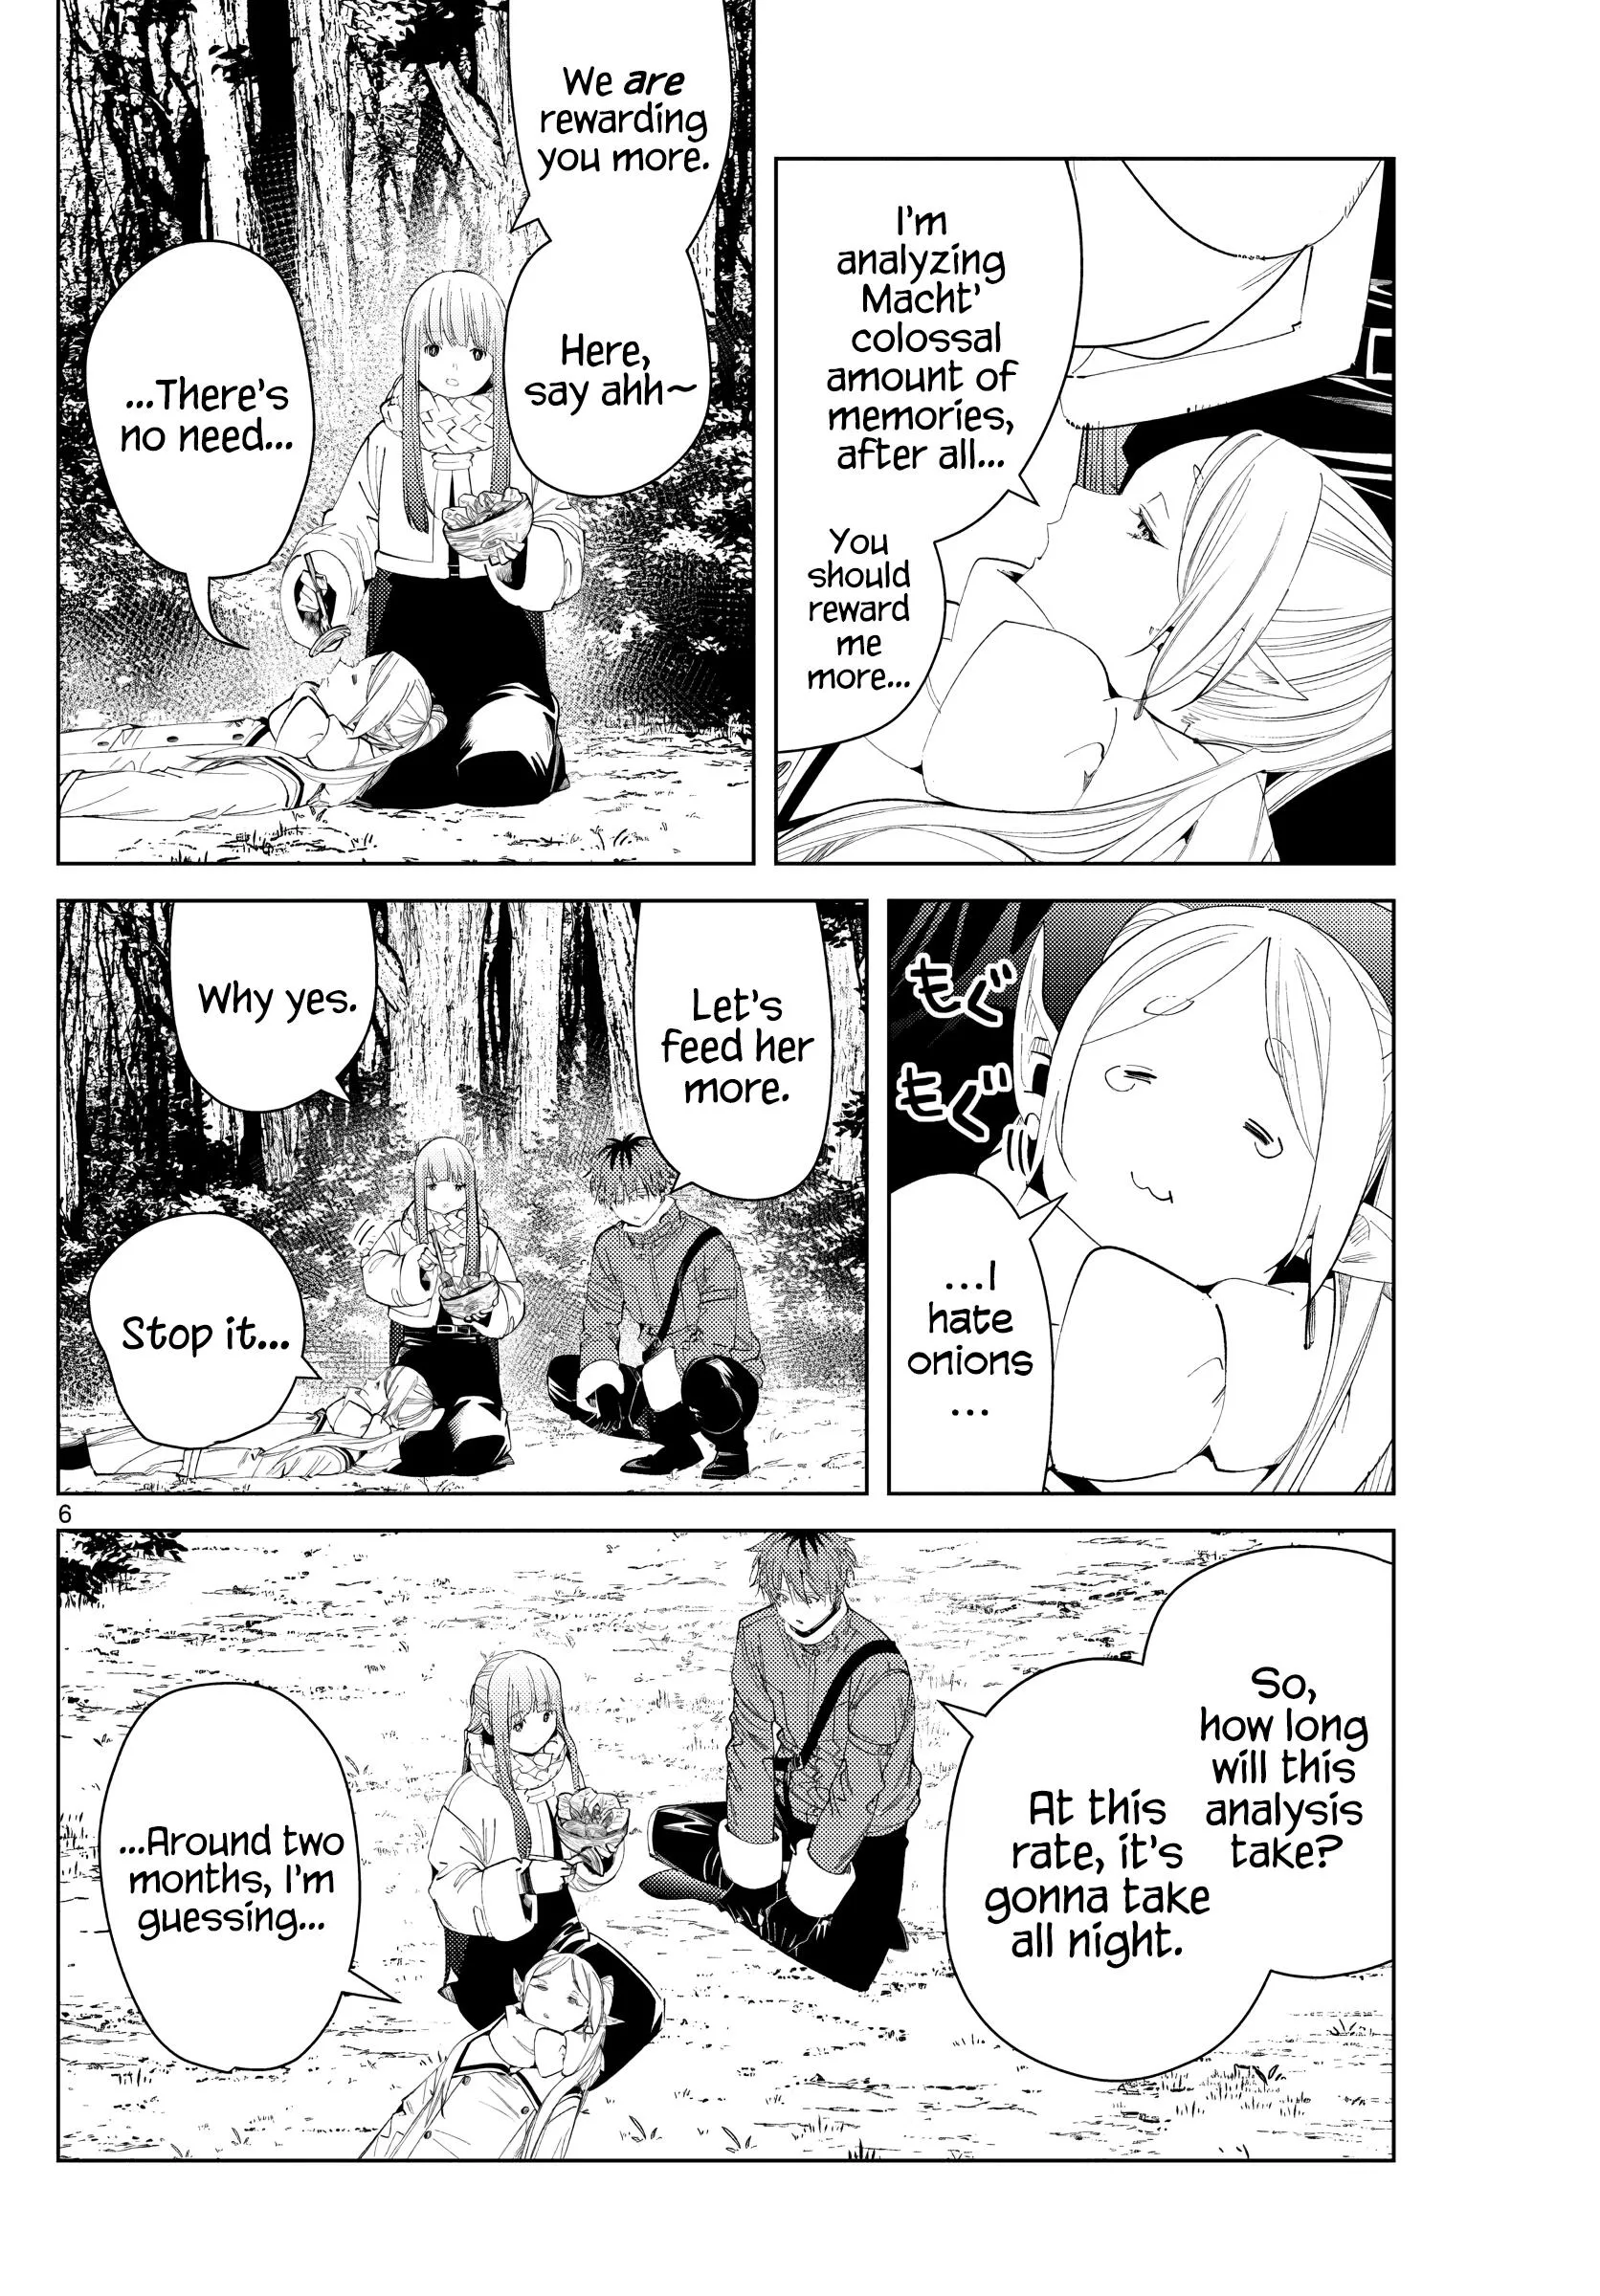 I'm
analyzing
Macht'
colossal
amount of
memories,
after all...
You
should
reward
me
more...
We are
rewarding
you more.
Here,
say ahh~
...There's
no need...
もぐ
もぐ
...I
hate
onions
...
Let's
feed her
more.
Why yes.
Stop it...
6
So,
how long
will this
analysis
take?
At this
rate, it's
gonna take
all night.
...Around two
months, I'm
guessing...